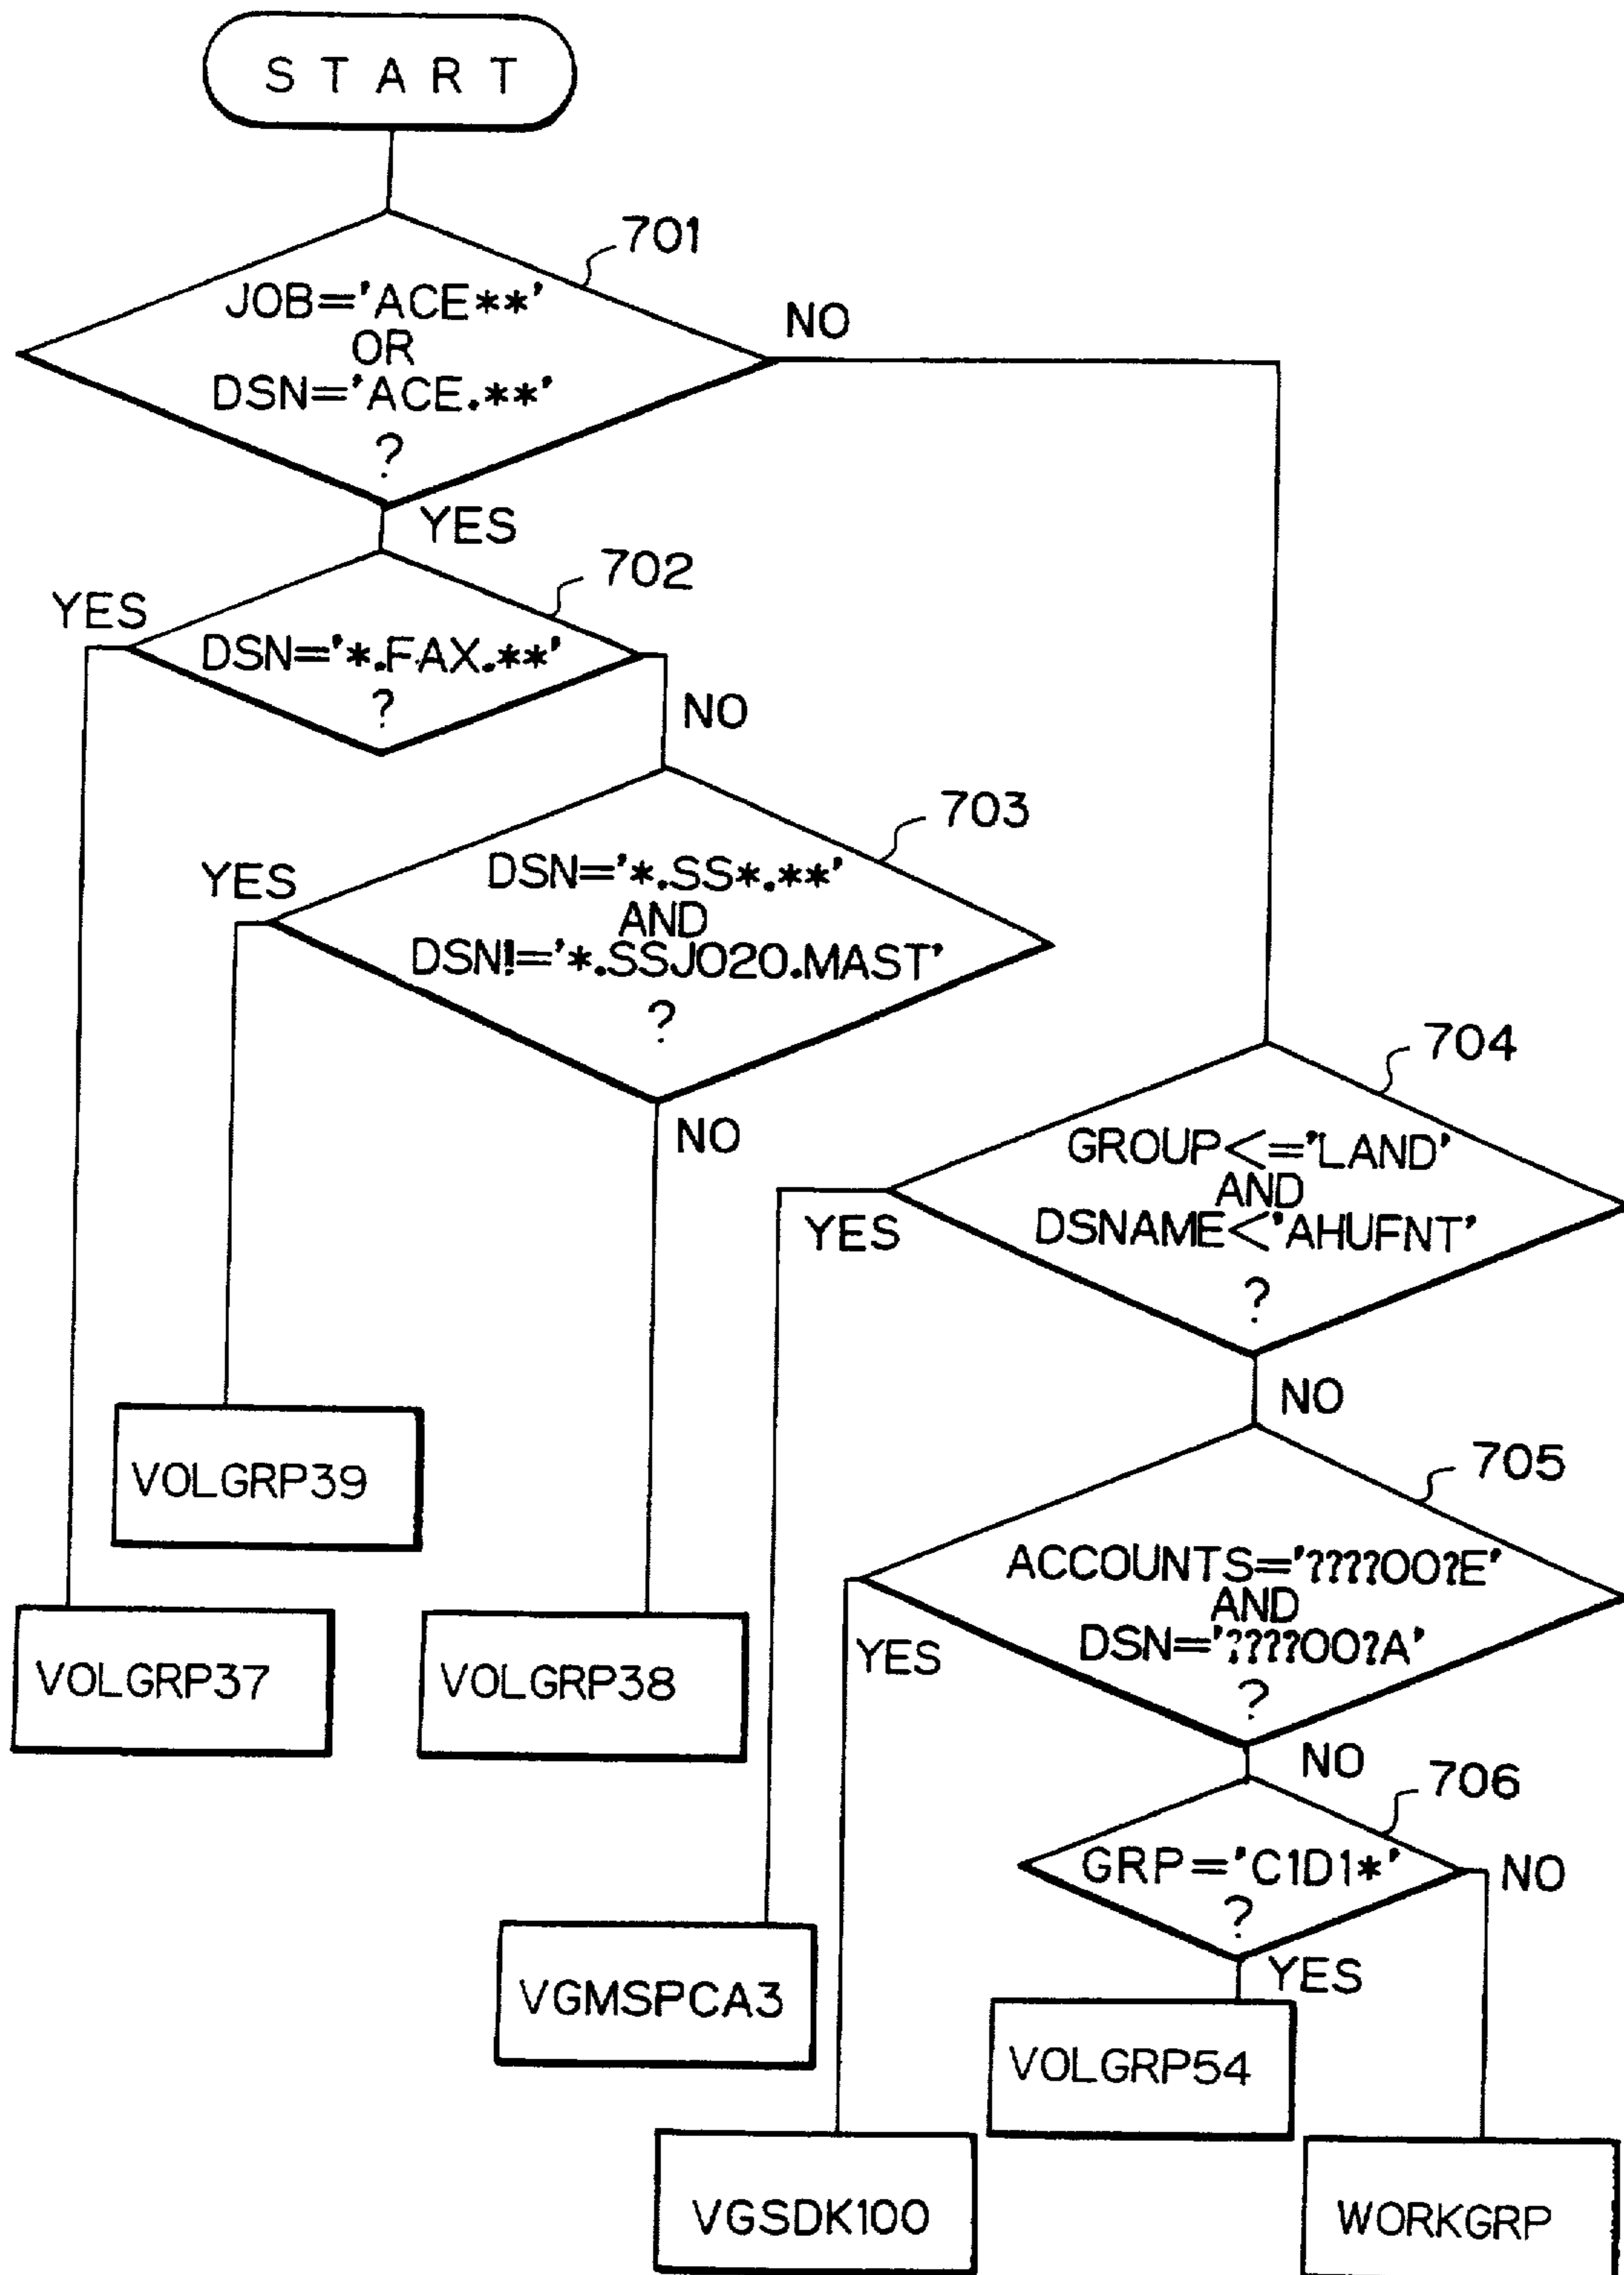 START
701
JOB='ACE**'
OR
DSN='ACE.**'
?
NO
YES
702
YES
DSN='*.FAX.**'
?
NO
703
YES
DSN='*.SS*.**'
AND
DSN!='*.SSJ020.MAST'
?
NO
704
GROUP<='LAND'
AND
DSNAME<'AHUFNT'
?
YES
NO
VOLGRP39
705
ACCOUNTS='????00?E'
AND
DSN='????00?A'
?
YES
VOLGRP37
VOLGRP38
NO
706
GRP='C1D1*'
?
NO
YES
VGMSPCA3
VOLGRP54
VGSDK100
WORKGRP